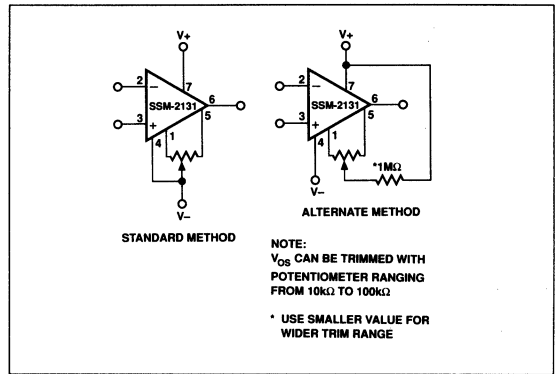 V+
2
7
SSM-2131
6
3
5
1
4
V−
STANDARD METHOD
V+
2
7
SSM-2131
6
3
5
1
4
*1MΩ
V−
ALTERNATE METHOD
NOTE:
VOS CAN BE TRIMMED WITH
POTENTIOMETER RANGING
FROM 10kΩ TO 100kΩ
* USE SMALLER VALUE FOR
WIDER TRIM RANGE